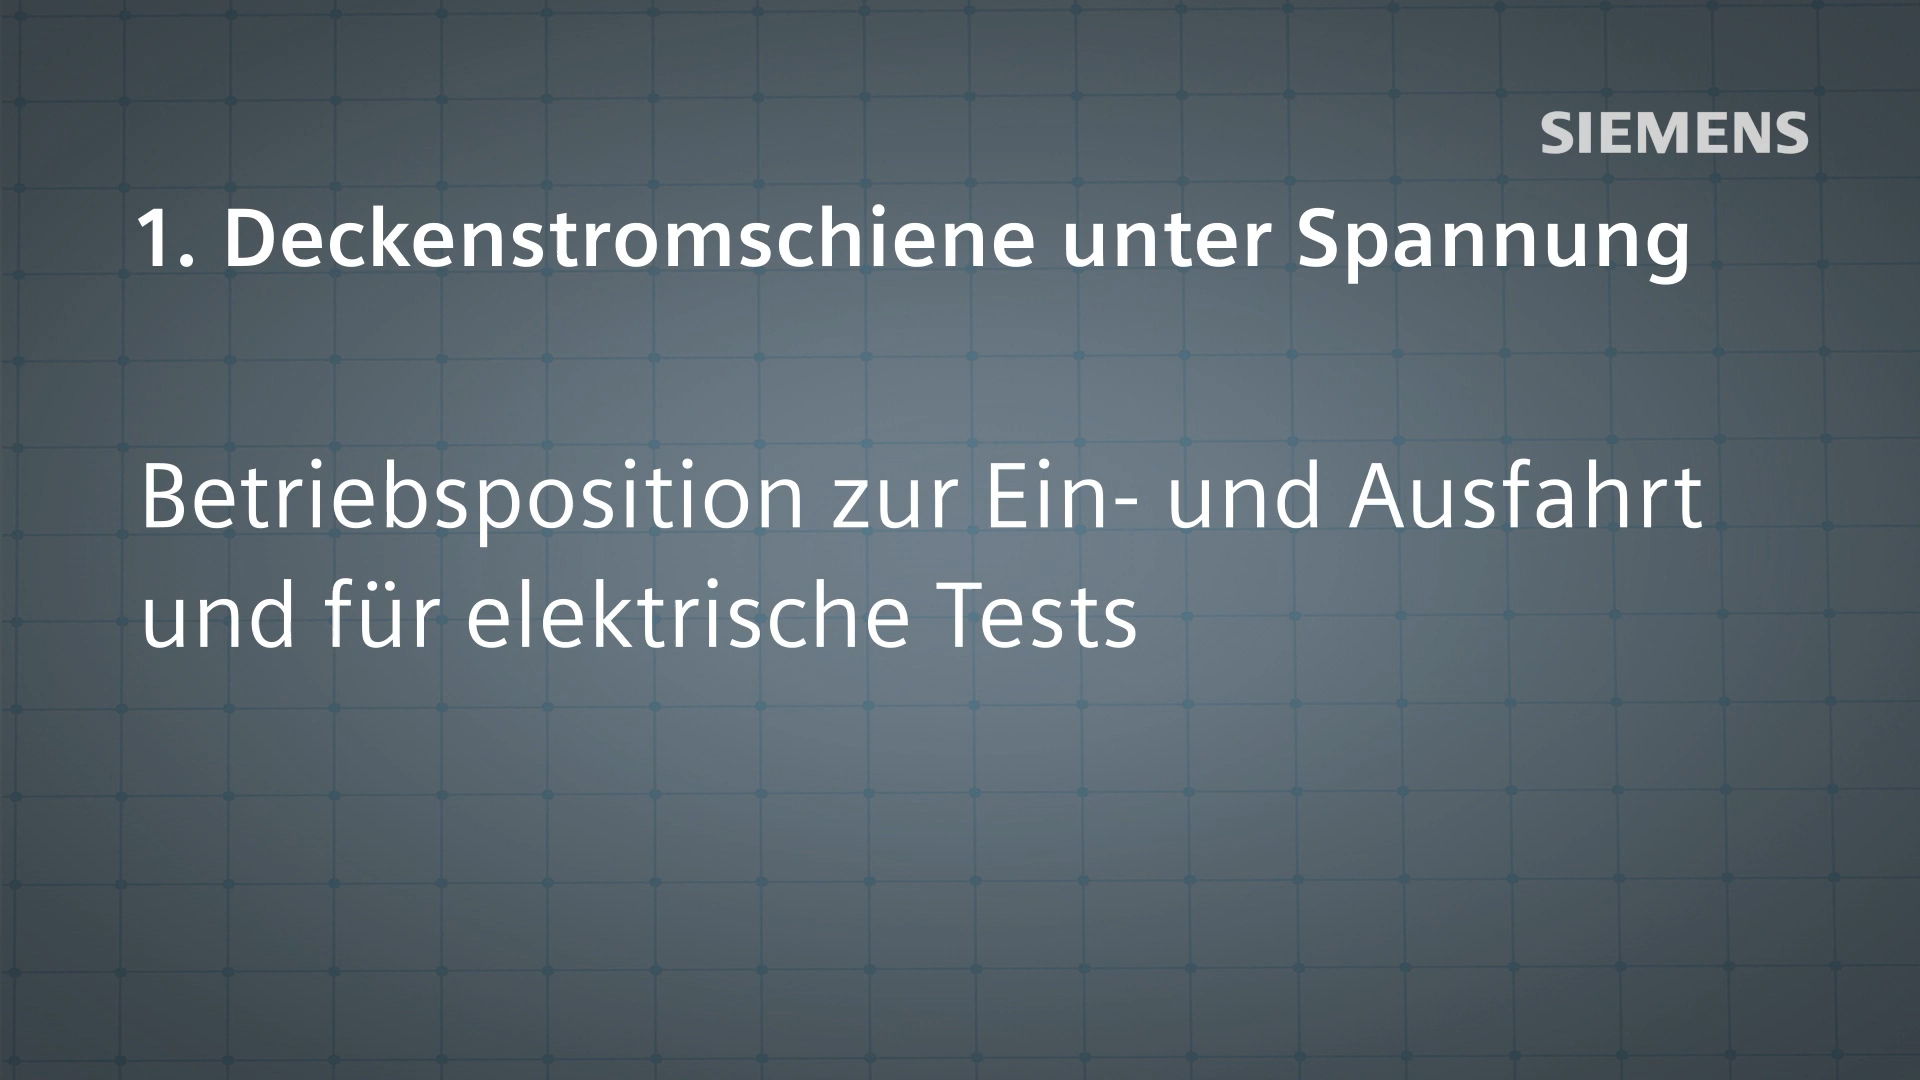 SIEMENS
1. Deckenstromschiene unter Spannung
Betriebsposition zur Ein- und Ausfahrt
und für elektrische Tests